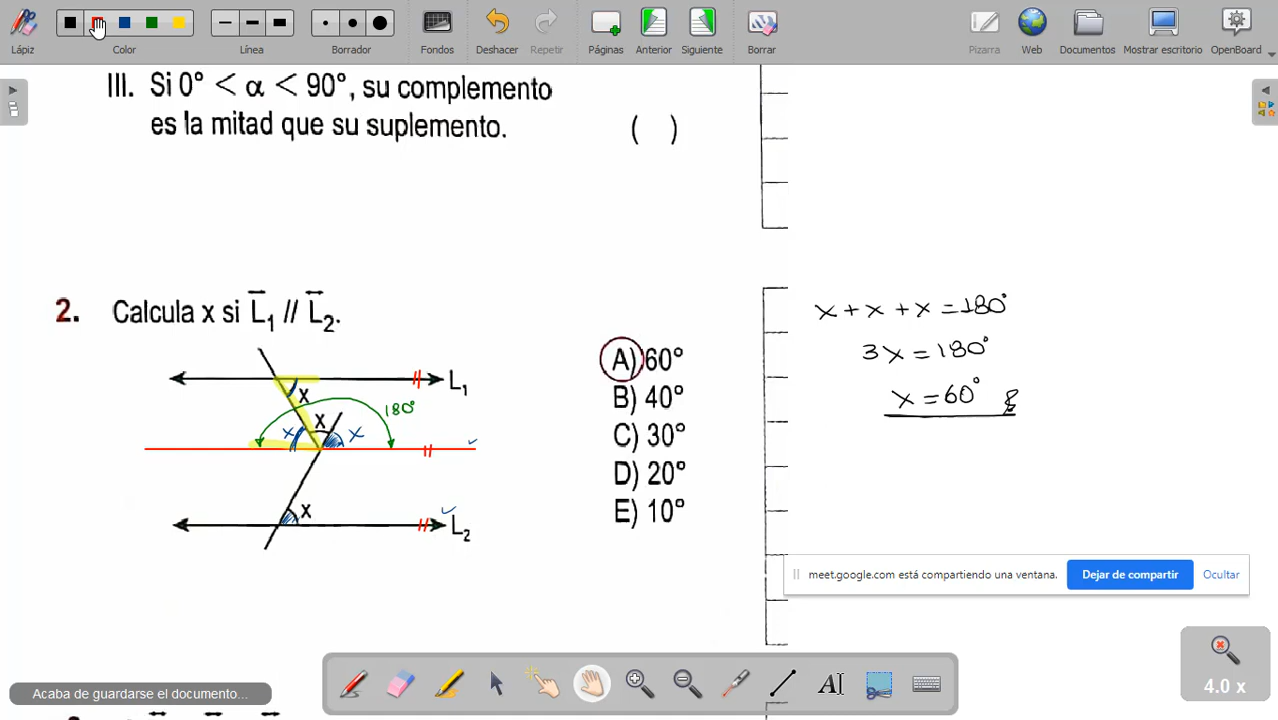 Lápiz
Color
Línea
Borrador
Fondos
Deshacer
Repetir
Páginas
Anterior
Siguiente
Borrar
Pizarra
Web
Documentos
Mostrar escritorio
OpenBoard
III. Si 0° < α < 90°, su complemento
es la mitad que su suplemento. ( )
2. Calcula x si L₁ // L₂.
L₁
x
x
180°
x
x
x
L₂
A) 60°
B) 40°
C) 30°
D) 20°
E) 10°
x + x + x = 180°
3x = 180°
x = 60°
meet.google.com está compartiendo una ventana.
Dejar de compartir
Ocultar
Acaba de guardarse el documento...
4.0 x